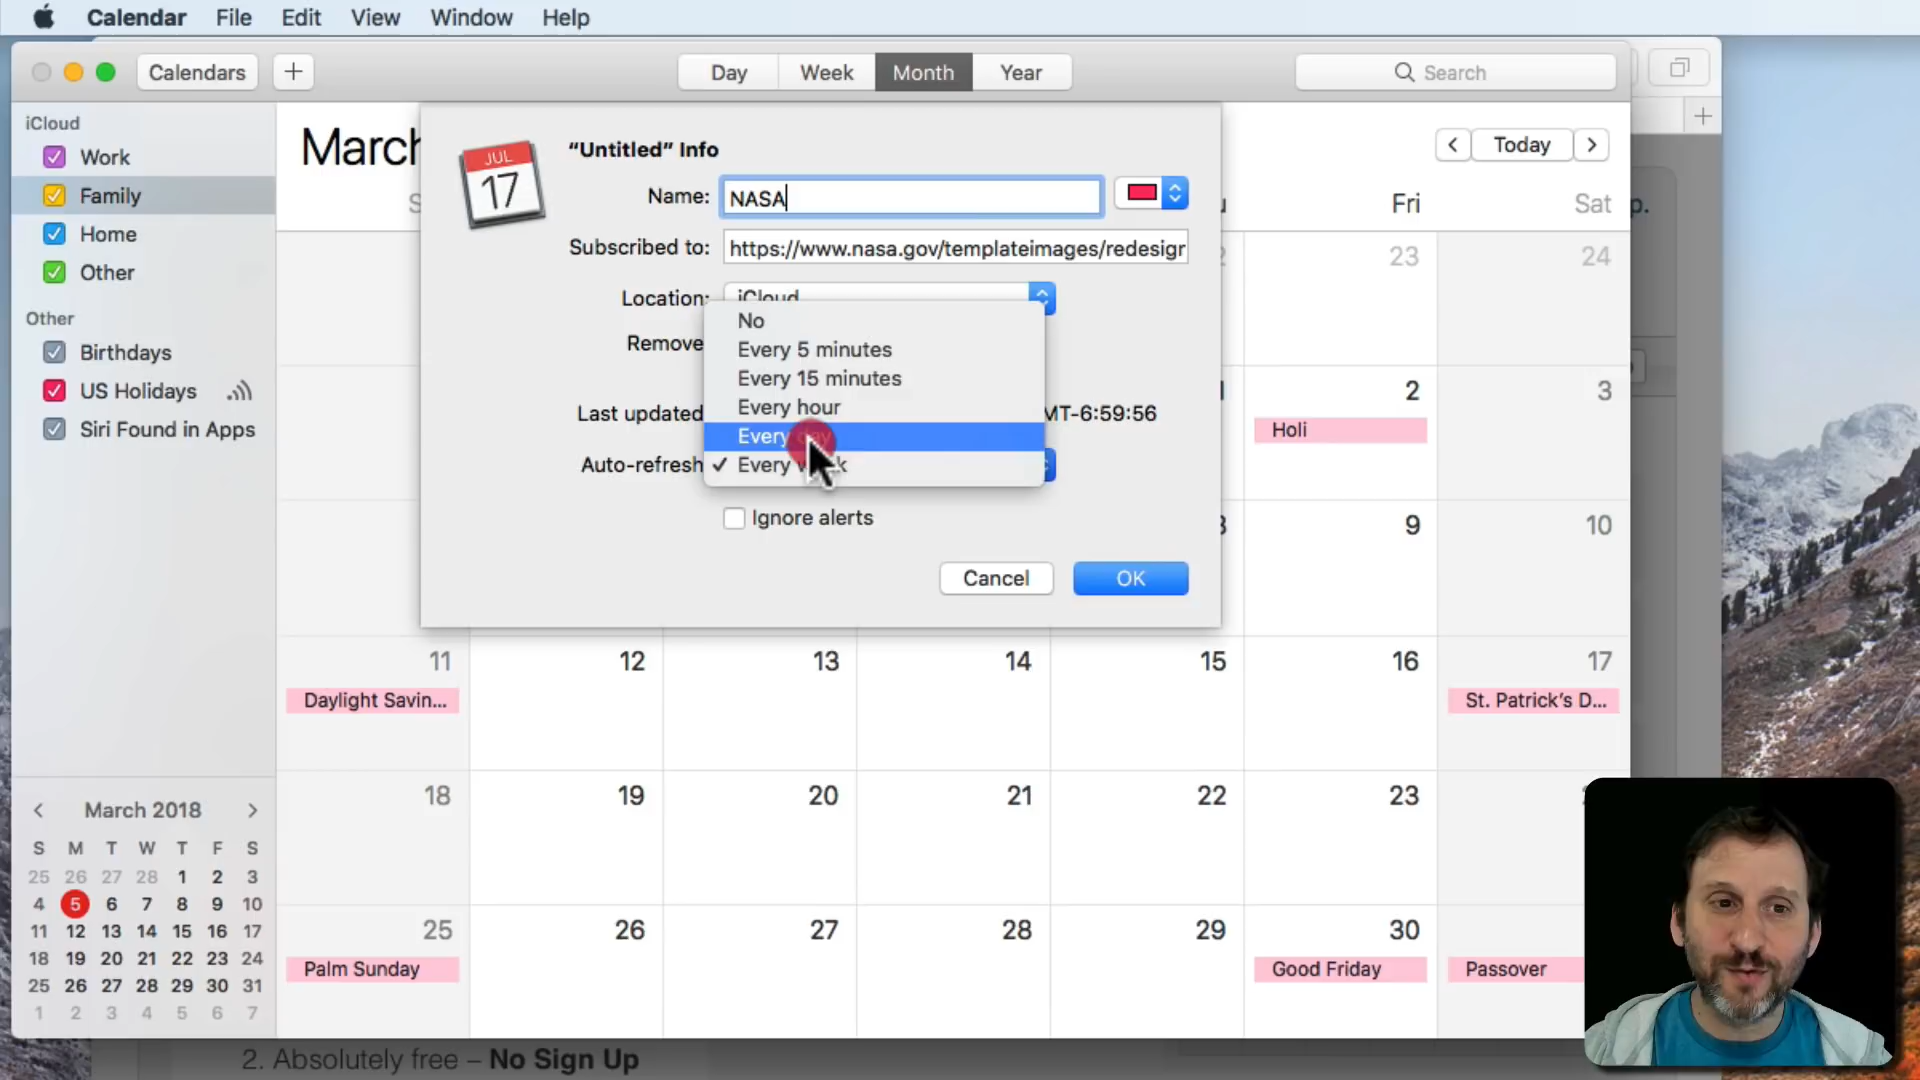 Calendar File Edit View Window Help
Calendars + Day Week Month Year Search
iCloud
Work
Family
Home
Other
Other
Birthdays
US Holidays
Siri Found in Apps
March
Today
Fri Sat
JUL
17
“Untitled” Info
Name: NASA
Subscribed to: https://www.nasa.gov/templateimages/redesign
Location: iCloud
Remove
No
Every 5 minutes
Every 15 minutes
Every hour
Every day
Every week
Last updated MT-6:59:56
Auto-refresh
Ignore alerts
Cancel OK
23 24
2 3
Holi
9 10
11 12 13 14 15 16 17
Daylight Savin... St. Patrick’s D...
18 19 20 21 22 23
25 26 27 28 29 30
Palm Sunday Good Friday Passover
March 2018
S M T W T F S
25 26 27 28 1 2 3
4 5 6 7 8 9 10
11 12 13 14 15 16 17
18 19 20 21 22 23 24
25 26 27 28 29 30 31
1 2 3 4 5 6 7
2. Absolutely free – No Sign Up